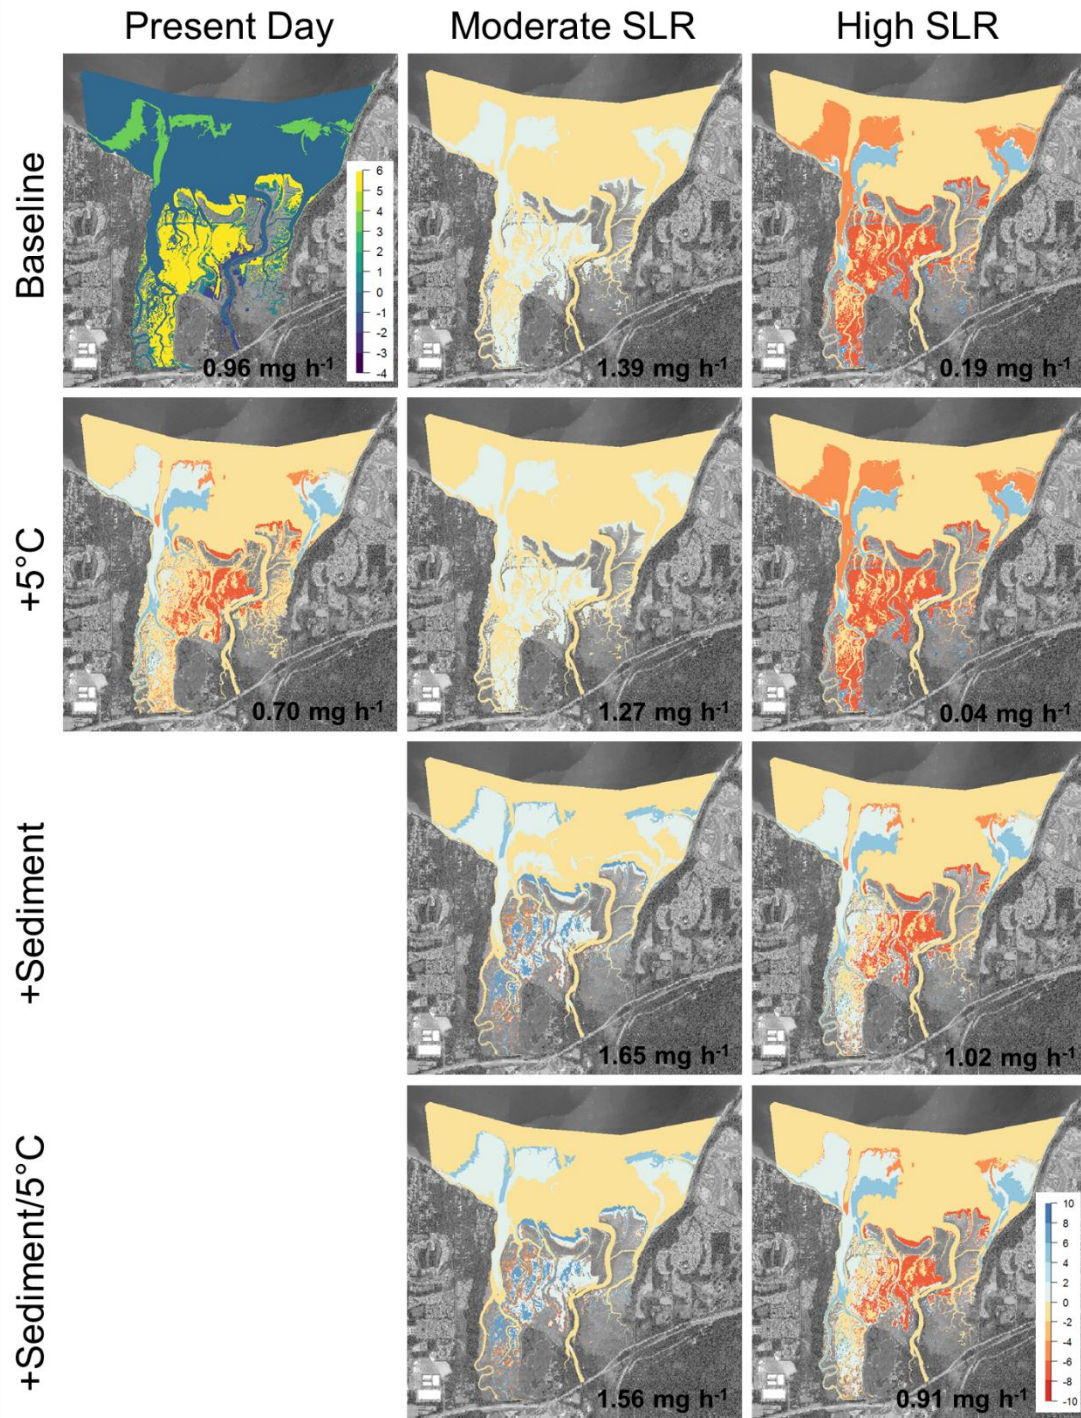 Present Day
Moderate SLR
High SLR
Baseline
6
5
4
3
2
1
0
-1
-2
-3
-4
0.96 mg h⁻¹
1.39 mg h⁻¹
0.19 mg h⁻¹
+5°C
0.70 mg h⁻¹
1.27 mg h⁻¹
0.04 mg h⁻¹
+Sediment
1.65 mg h⁻¹
1.02 mg h⁻¹
+Sediment/5°C
1.56 mg h⁻¹
0.91 mg h⁻¹
10
8
6
4
2
0
-2
-4
-6
-8
-10